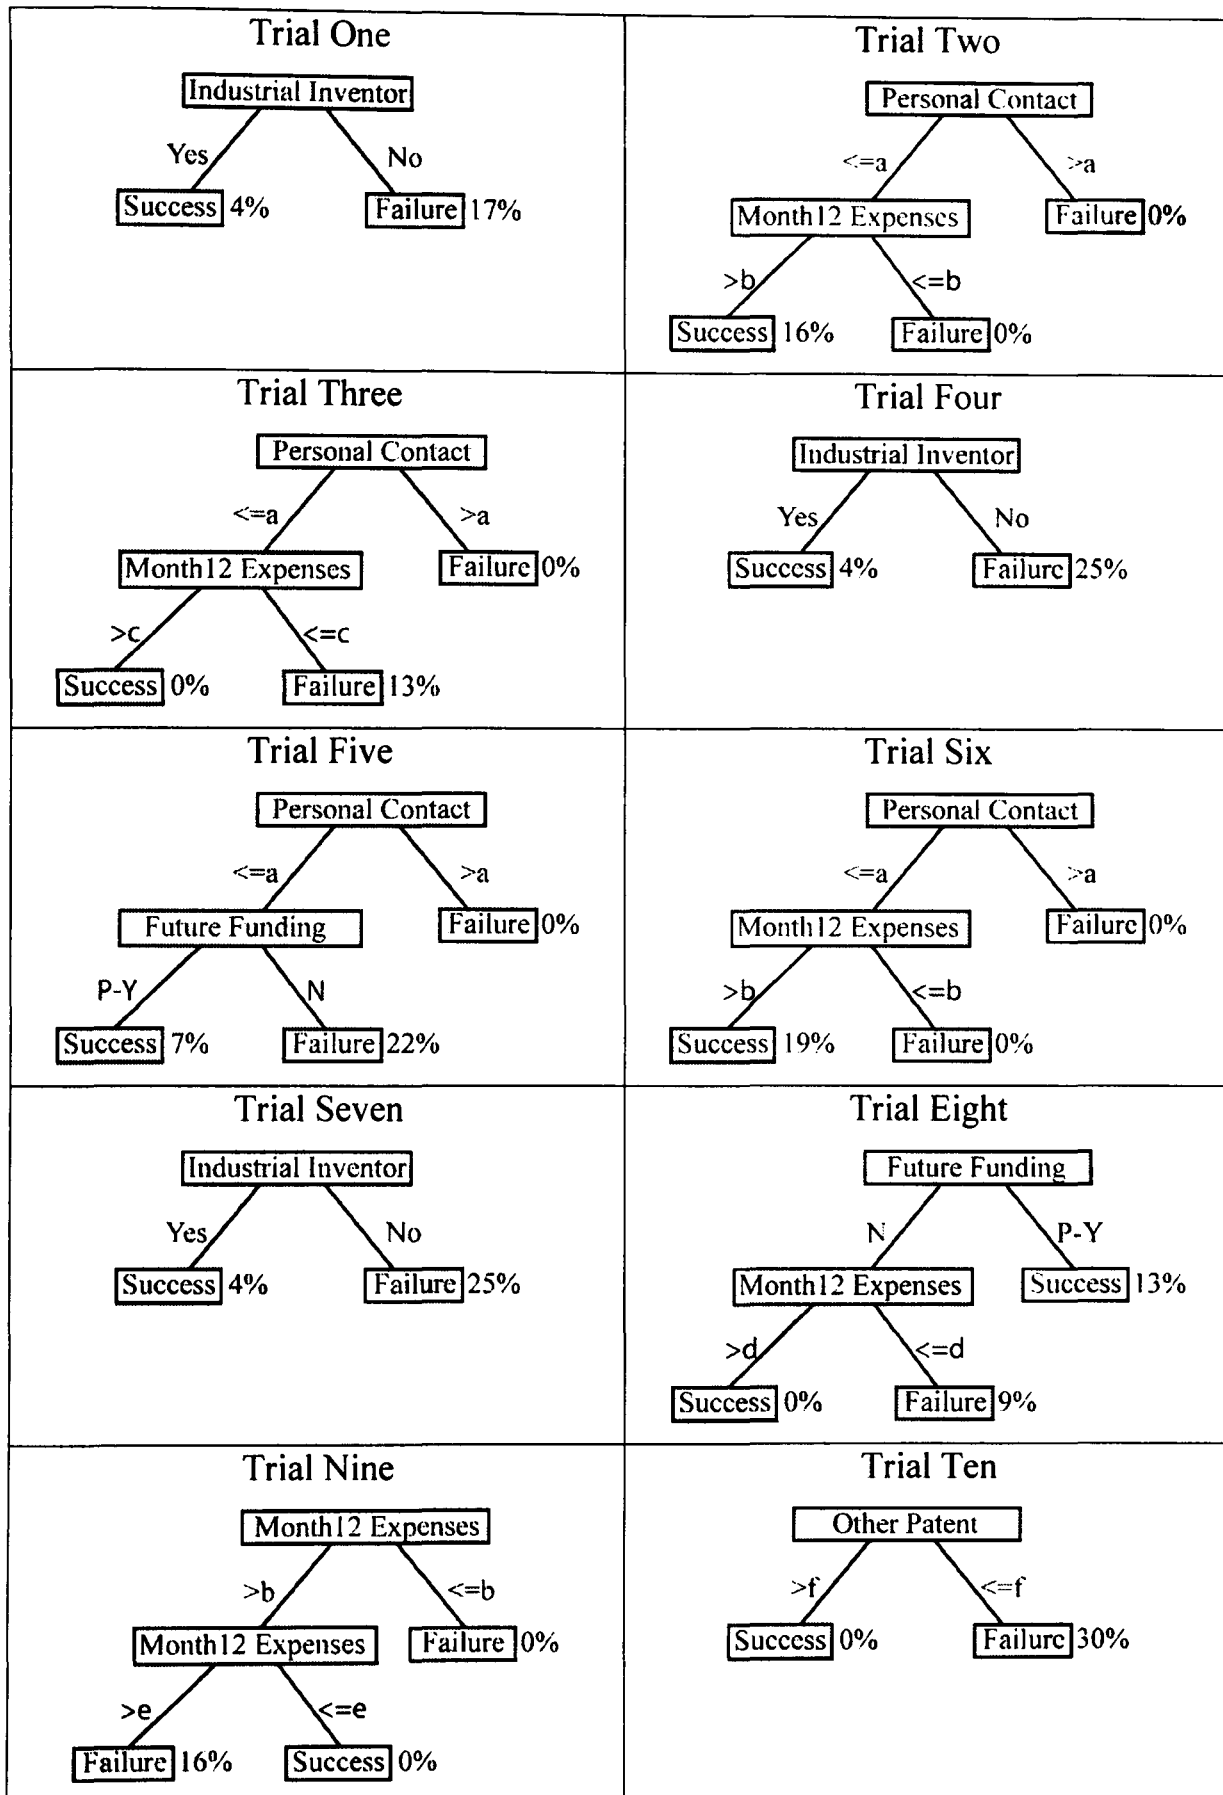 Trial One
Industrial Inventor
Yes No
Success 4% Failure 17%
Trial Two
Personal Contact
<=a >a
Month12 Expenses Failure 0%
>b <=b
Success 16% Failure 0%
Trial Three
Personal Contact
<=a >a
Month12 Expenses Failure 0%
>c <=c
Success 0% Failure 13%
Trial Four
Industrial Inventor
Yes No
Success 4% Failure 25%
Trial Five
Personal Contact
<=a >a
Future Funding Failure 0%
P-Y N
Success 7% Failure 22%
Trial Six
Personal Contact
<=a >a
Month12 Expenses Failure 0%
>b <=b
Success 19% Failure 0%
Trial Seven
Industrial Inventor
Yes No
Success 4% Failure 25%
Trial Eight
Future Funding
N P-Y
Month12 Expenses Success 13%
>d <=d
Success 0% Failure 9%
Trial Nine
Month12 Expenses
>b <=b
Month12 Expenses Failure 0%
>e <=e
Failure 16% Success 0%
Trial Ten
Other Patent
>f <=f
Success 0% Failure 30%